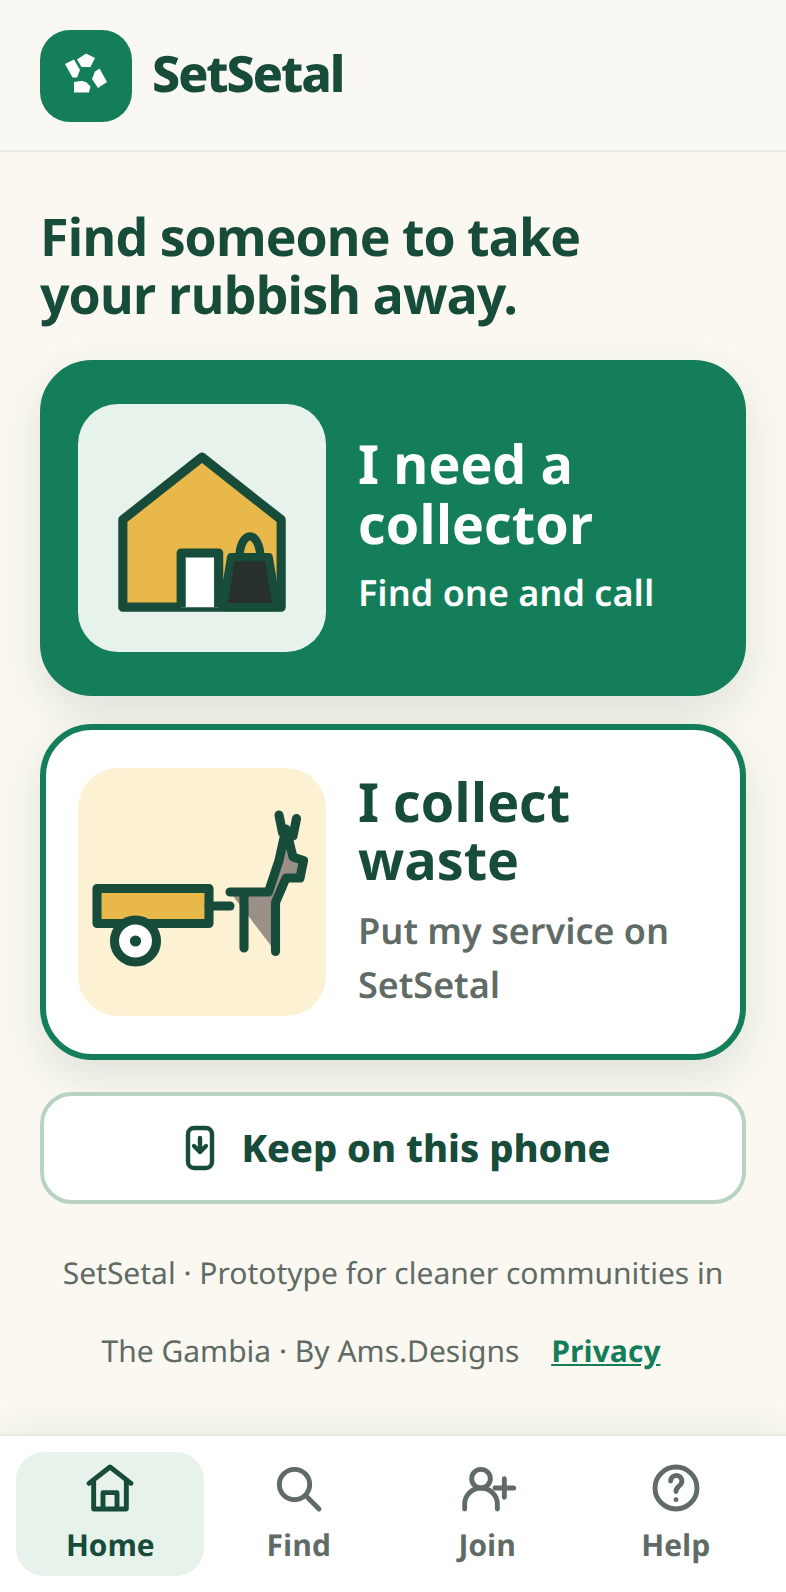 SetSetal
Find someone to take
your rubbish away.
I need a
collector
Find one and call
I collect
waste
Put my service on
SetSetal
Keep on this phone
SetSetal · Prototype for cleaner communities in
The Gambia · By Ams.Designs Privacy
Home Find Join Help